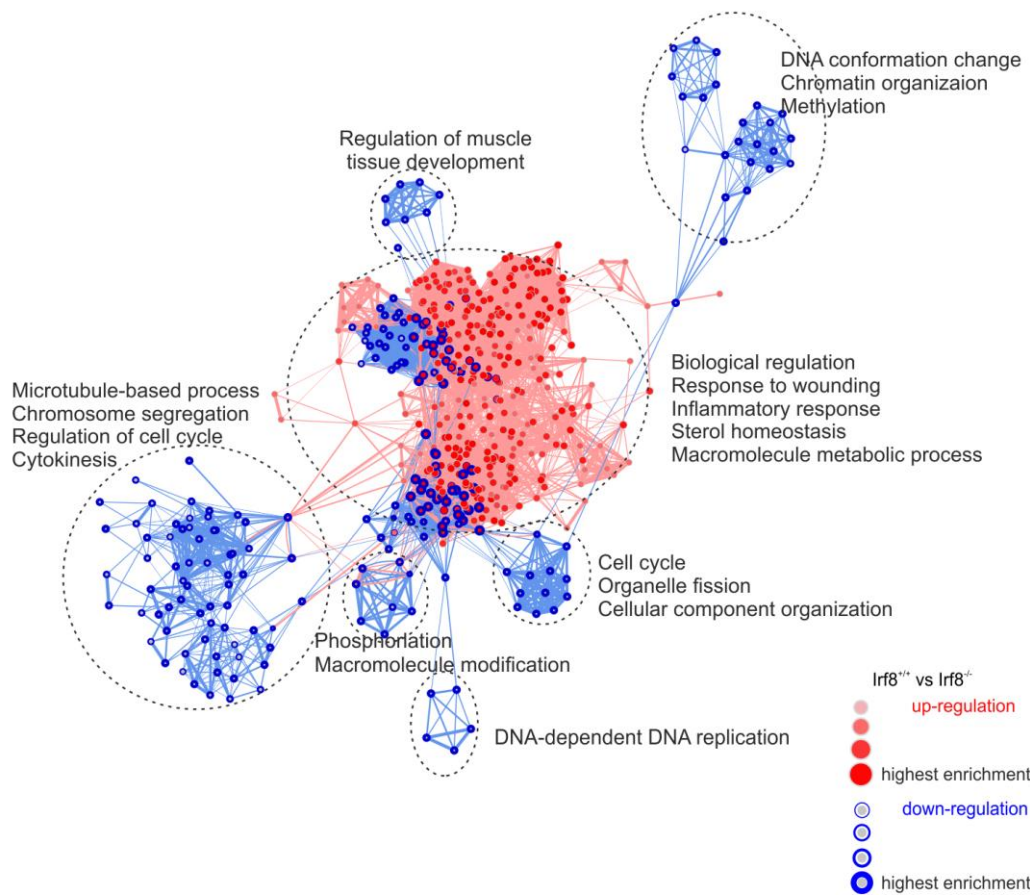 DNA conformation change
Chromatin organizaion
Methylation
Regulation of muscle
tissue development
Biological regulation
Response to wounding
Inflammatory response
Sterol homeostasis
Macromolecule metabolic process
Microtubule-based process
Chromosome segregation
Regulation of cell cycle
Cytokinesis
Cell cycle
Organelle fission
Cellular component organization
Phosphorlation
Macromolecule modification
DNA-dependent DNA replication
Irf8+/+ vs Irf8-/-
up-regulation
highest enrichment
down-regulation
highest enrichment